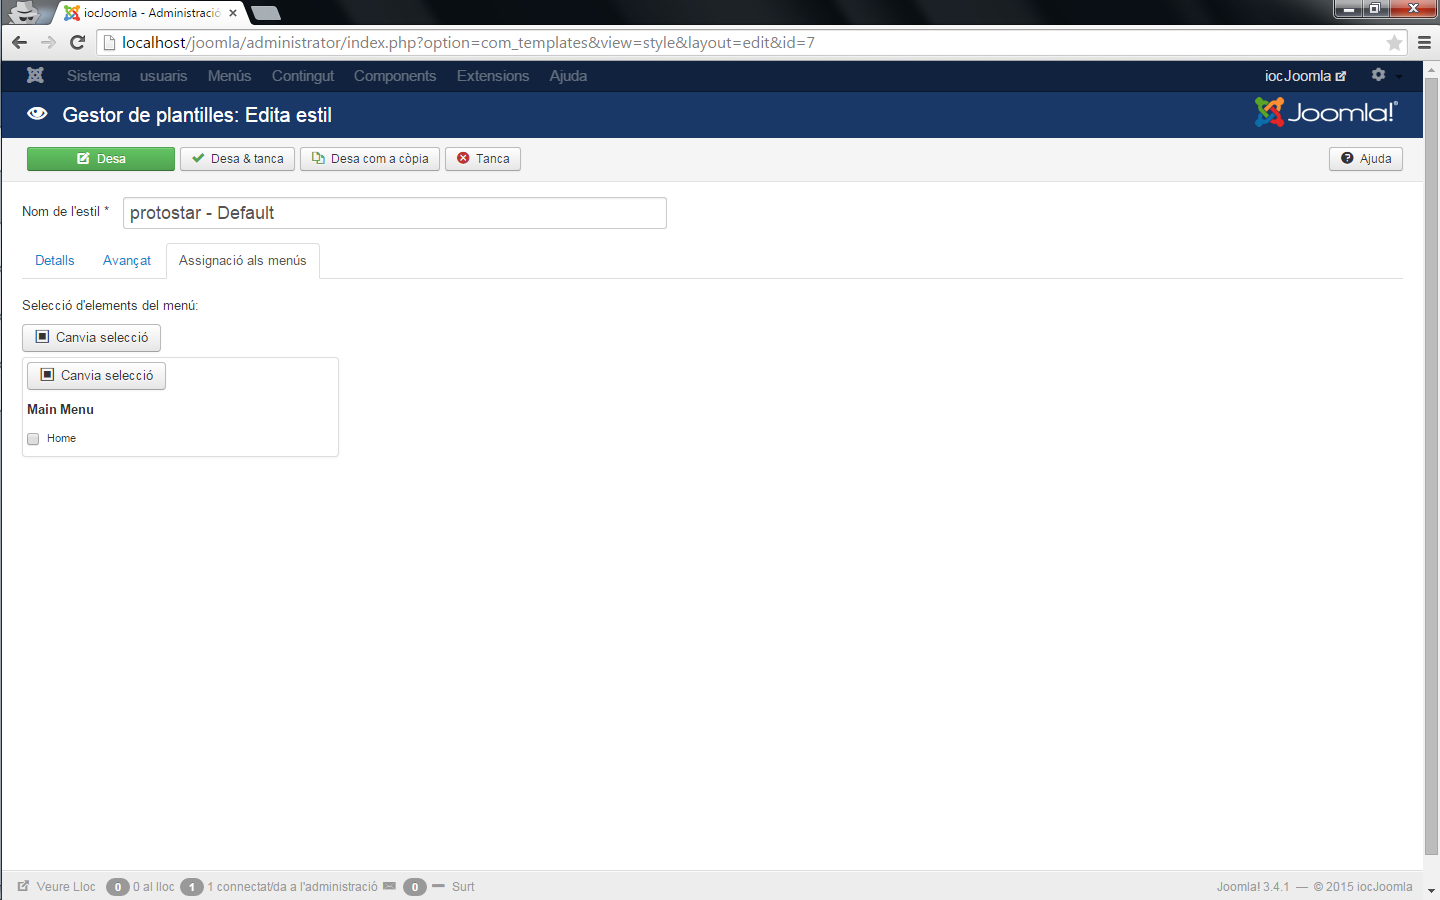 iocJoomla - Administració
localhost/joomla/administrator/index.php?option=com_templates&view=style&layout=edit&id=7
Sistema usuaris Menús Contingut Components Extensions Ajuda iocJoomla
Gestor de plantilles: Edita estil Joomla!®
Desa Desa & tanca Desa com a còpia Tanca Ajuda
Nom de l'estil * protostar - Default
Detalls Avançat Assignació als menús
Selecció d'elements del menú:
Canvia selecció
Canvia selecció
Main Menu
Home
Veure Lloc 0 0 al lloc 1 1 connectat/da a l'administració 0 Surt Joomla! 3.4.1 — © 2015 iocJoomla